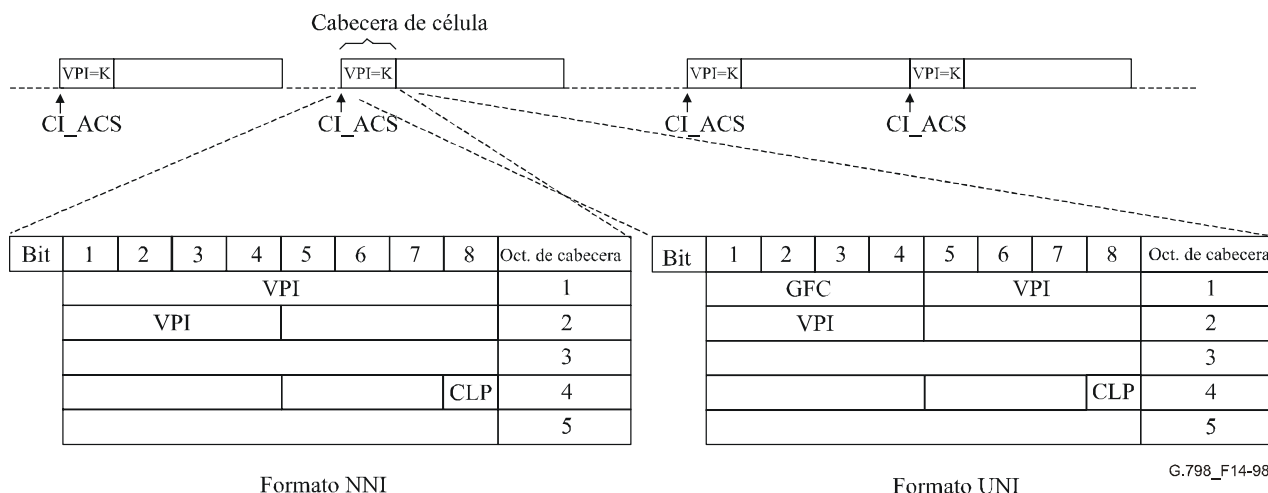 Cabecera de célula
VPI=K VPI=K VPI=K VPI=K
CI_ACS CI_ACS CI_ACS CI_ACS
Bit 1 2 3 4 5 6 7 8 Oct. de cabecera
VPI 1
VPI 2
3
CLP 4
5
Formato NNI
Bit 1 2 3 4 5 6 7 8 Oct. de cabecera
GFC VPI 1
VPI 2
3
CLP 4
5
Formato UNI
G.798_F14-98